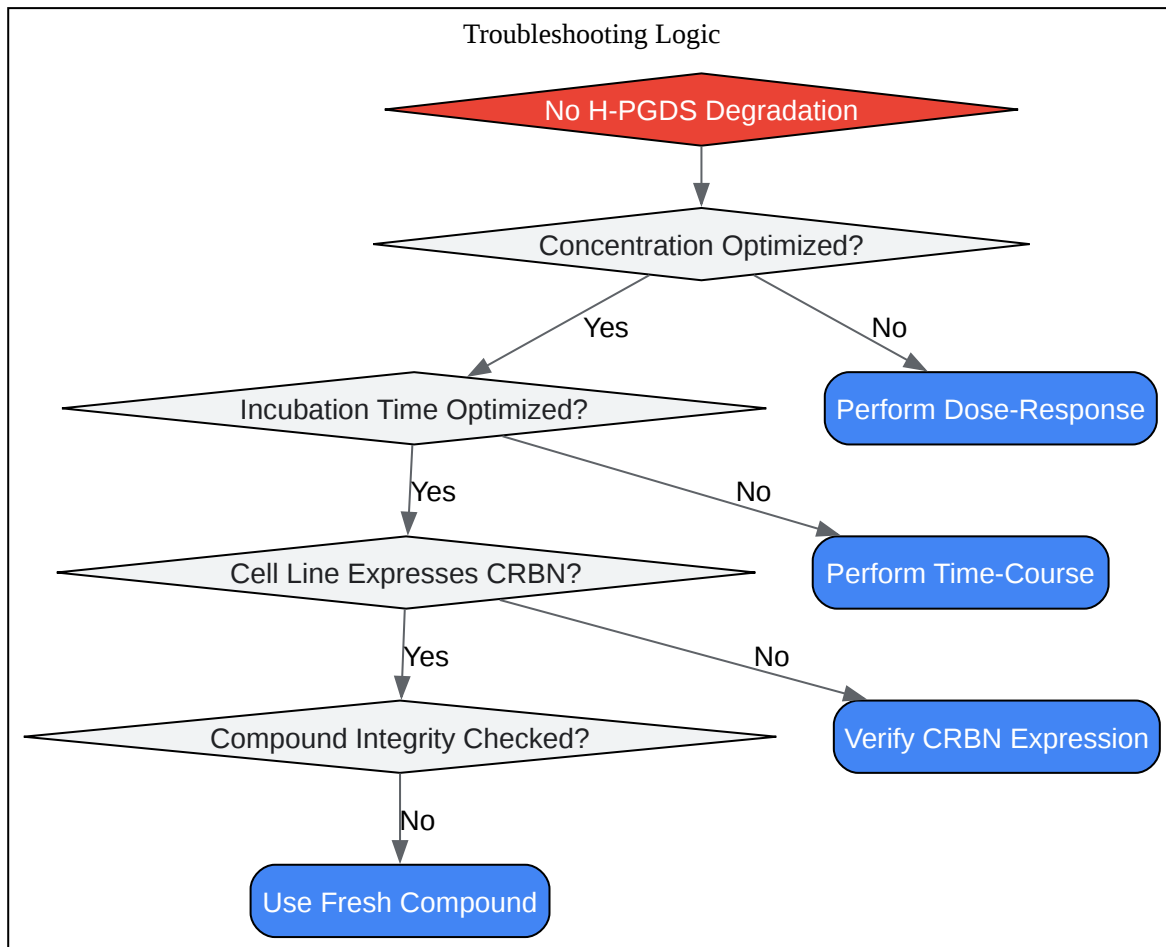 Troubleshooting Logic
No H-PGDS Degradation
Concentration Optimized?
Yes
No
Incubation Time Optimized?
Perform Dose-Response
Yes
No
Cell Line Expresses CRBN?
Perform Time-Course
Yes
No
Compound Integrity Checked?
Verify CRBN Expression
No
Use Fresh Compound